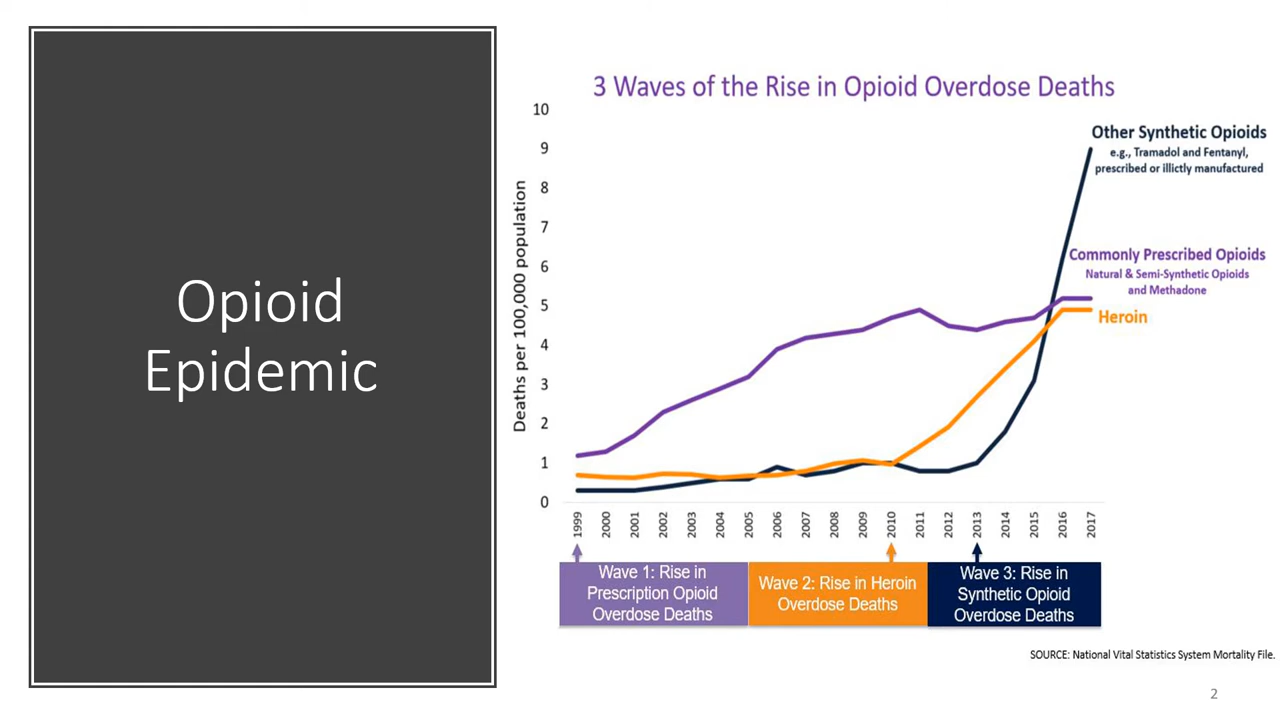 Opioid
Epidemic
3 Waves of the Rise in Opioid Overdose Deaths
Deaths per 100,000 population
10
9
8
7
6
5
4
3
2
1
0
Other Synthetic Opioids
e.g., Tramadol and Fentanyl,
prescribed or illictly manufactured
Commonly Prescribed Opioids
Natural & Semi-Synthetic Opioids
and Methadone
Heroin
1999
2000
2001
2002
2003
2004
2005
2006
2007
2008
2009
2010
2011
2012
2013
2014
2015
2016
2017
Wave 1: Rise in
Prescription Opioid
Overdose Deaths
Wave 2: Rise in Heroin
Overdose Deaths
Wave 3: Rise in
Synthetic Opioid
Overdose Deaths
SOURCE: National Vital Statistics System Mortality File.
2